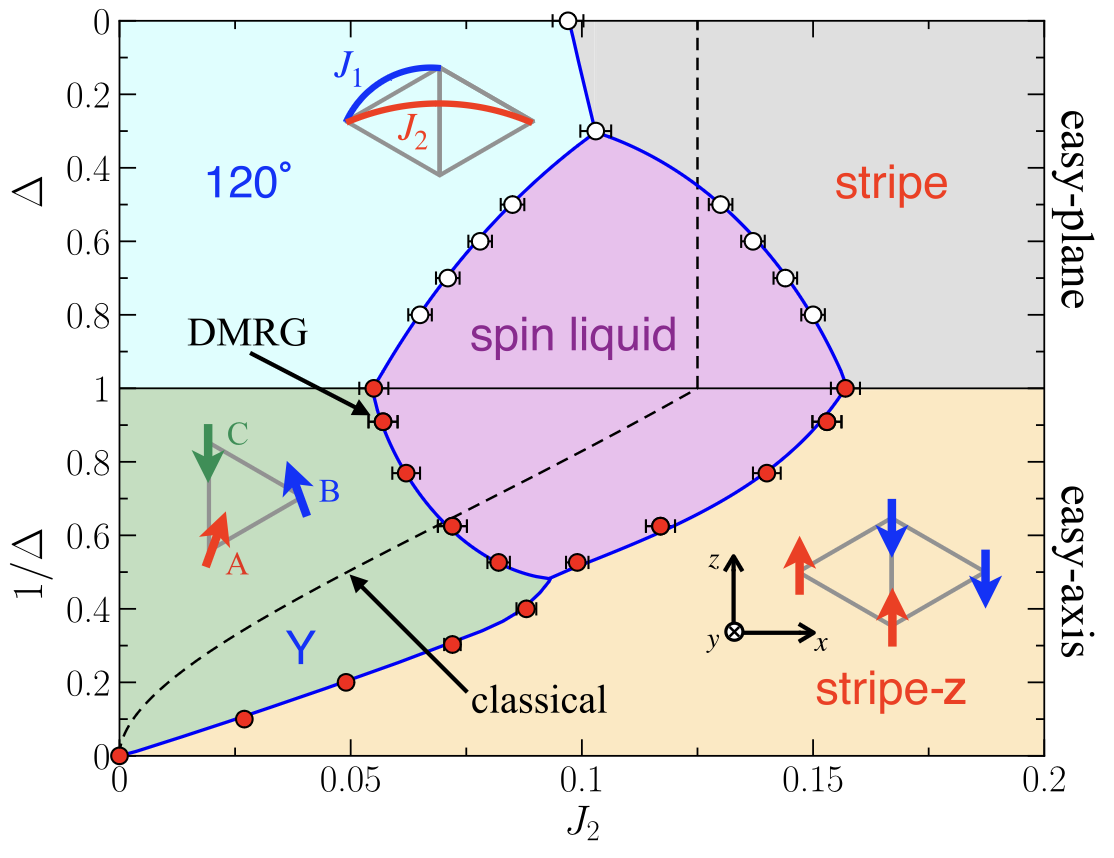 0
0.2
0.4
0.6
0.8
1
0.8
0.6
0.4
0.2
0
Δ
1/Δ
J₁
J₂
120°
stripe
easy-plane
DMRG
spin liquid
C
B
A
Y
classical
z
y
x
stripe-z
easy-axis
0
0.05
0.1
0.15
0.2
J₂